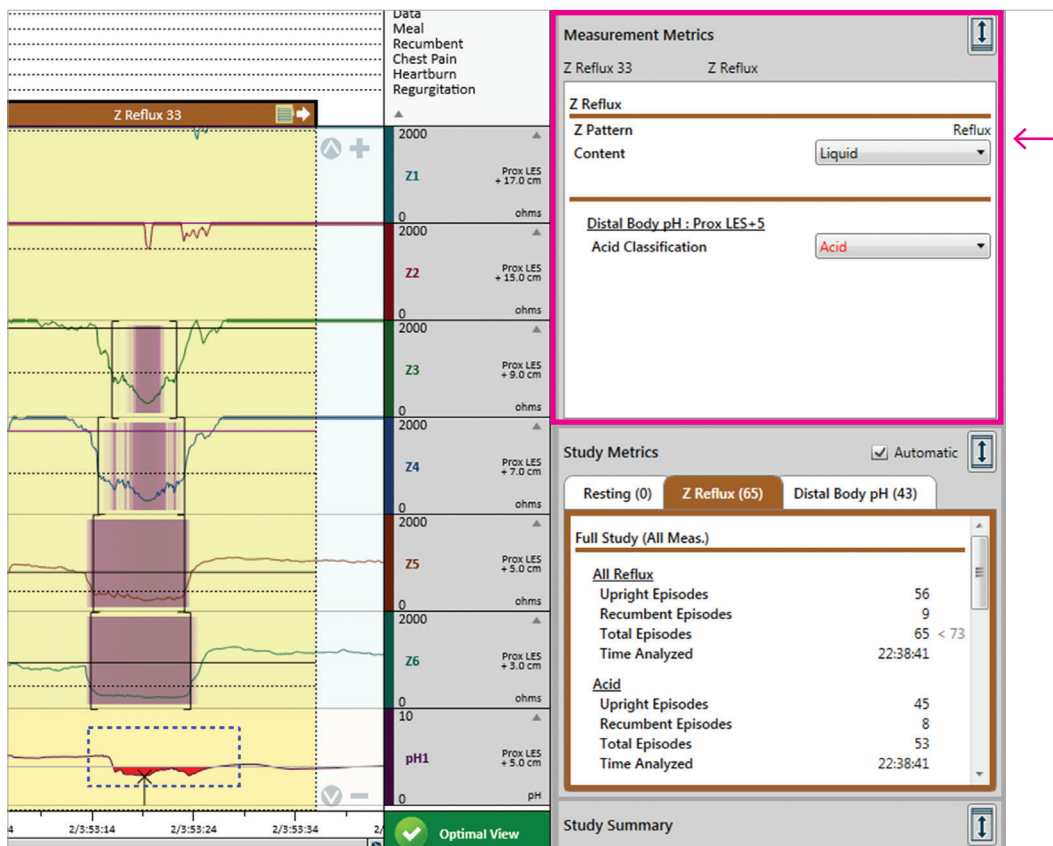 Data
Meal
Recumbent
Chest Pain
Heartburn
Regurgitation
Z Reflux 33
2000
Z1
Prox LES
+ 17.0 cm
0
ohms
2000
Z2
Prox LES
+ 15.0 cm
0
ohms
2000
Z3
Prox LES
+ 9.0 cm
0
ohms
2000
Z4
Prox LES
+ 7.0 cm
0
ohms
2000
Z5
Prox LES
+ 5.0 cm
0
ohms
2000
Z6
Prox LES
+ 3.0 cm
0
ohms
10
pH1
Prox LES
+ 5.0 cm
0
pH
4 2/3:53:14 2/3:53:24 2/3:53:34 2/
Optimal View
Measurement Metrics
Z Reflux 33 Z Reflux
Z Reflux
Z Pattern Reflux
Content Liquid
Distal Body pH : Prox LES+5
Acid Classification Acid
Study Metrics Automatic
Resting (0) Z Reflux (65) Distal Body pH (43)
Full Study (All Meas.)
All Reflux
Upright Episodes 56
Recumbent Episodes 9
Total Episodes 65 < 73
Time Analyzed 22:38:41
Acid
Upright Episodes 45
Recumbent Episodes 8
Total Episodes 53
Time Analyzed 22:38:41
Study Summary